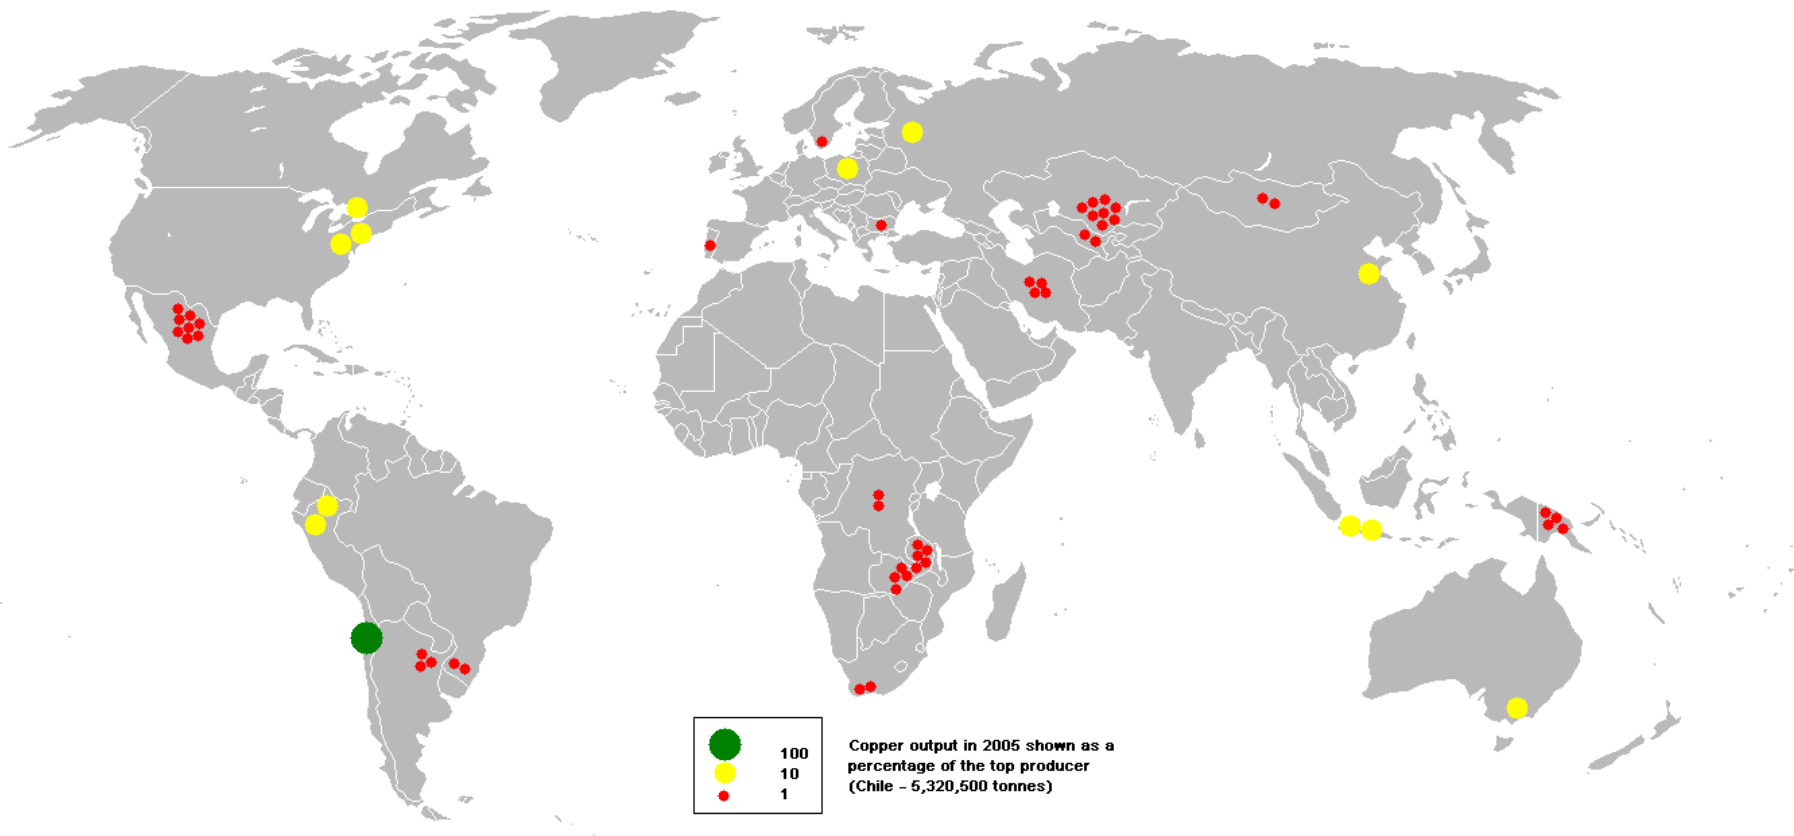 100
10
1
Copper output in 2005 shown as a
percentage of the top producer
(Chile - 5,320,500 tonnes)